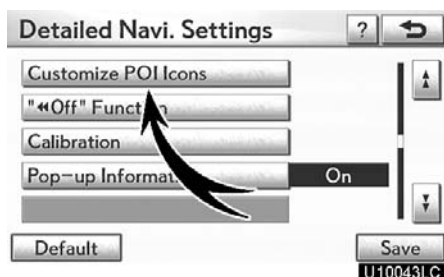 Detailed Navi. Settings ?
Customize POI Icons
"◂◂Off" Function
Calibration
Pop-up On
Default Save
U10043LC